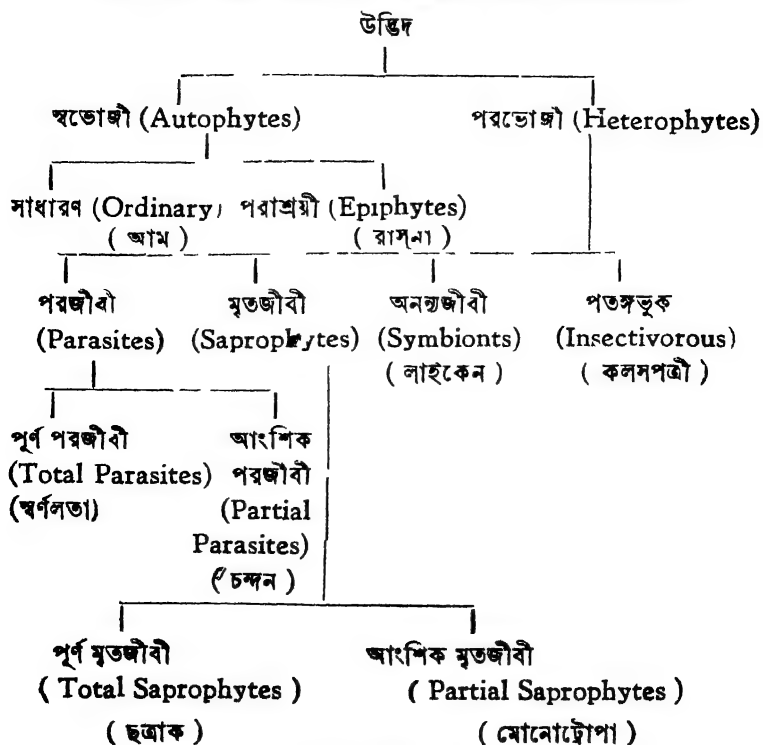 উদ্ভিদ
স্বভোজী (Autophytes) পরভোজী (Heterophytes)
সাধারণ (Ordinary) পরাশ্রয়ী (Epiphytes)
( আম ) ( রাস্না )
পরজীবী মৃতজীবী অনন্যজীবী পতঙ্গভুক
(Parasites) (Saprophytes) (Symbionts) (Insectivorous)
( লাইকেন ) ( কলসপত্রী )
পূর্ণ পরজীবী আংশিক
(Total Parasites) পরজীবী
(স্বর্ণলতা) (Partial
Parasites)
( চন্দন )
পূর্ণ মৃতজীবী আংশিক মৃতজীবী
( Total Saprophytes ) ( Partial Saprophytes )
( ছত্রাক ) ( মোনোট্রোপা )